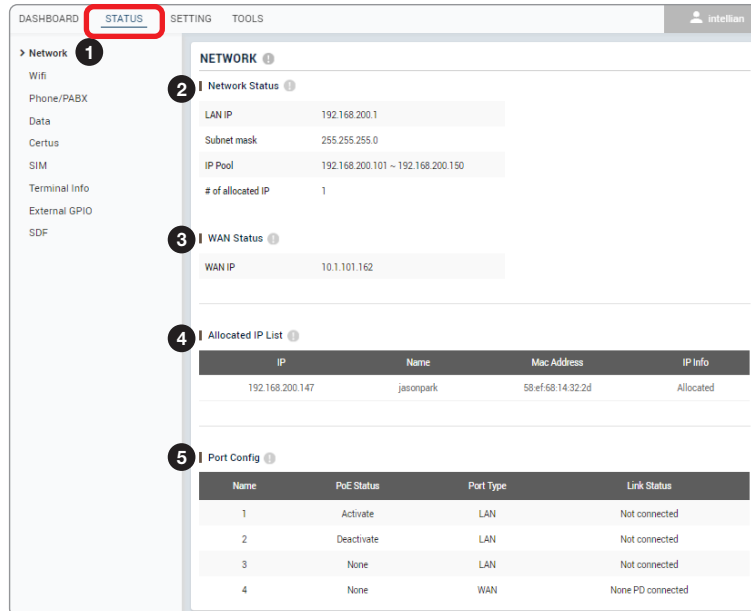 DASHBOARD STATUS SETTING TOOLS intellian
> Network 1
Wifi
Phone/PABX
Data
Certus
SIM
Terminal Info
External GPIO
SDF
NETWORK !
2 Network Status !
LAN IP 192.168.200.1
Subnet mask 255.255.255.0
IP Pool 192.168.200.101 ~ 192.168.200.150
# of allocated IP 1
3 WAN Status !
WAN IP 10.1.101.162
4 Allocated IP List !
IP Name Mac Address IP Info
192.168.200.147 jasonpark 58:ef:68:14:32:2d Allocated
5 Port Config !
Name PoE Status Port Type Link Status
1 Activate LAN Not connected
2 Deactivate LAN Not connected
3 None LAN Not connected
4 None WAN None PD connected